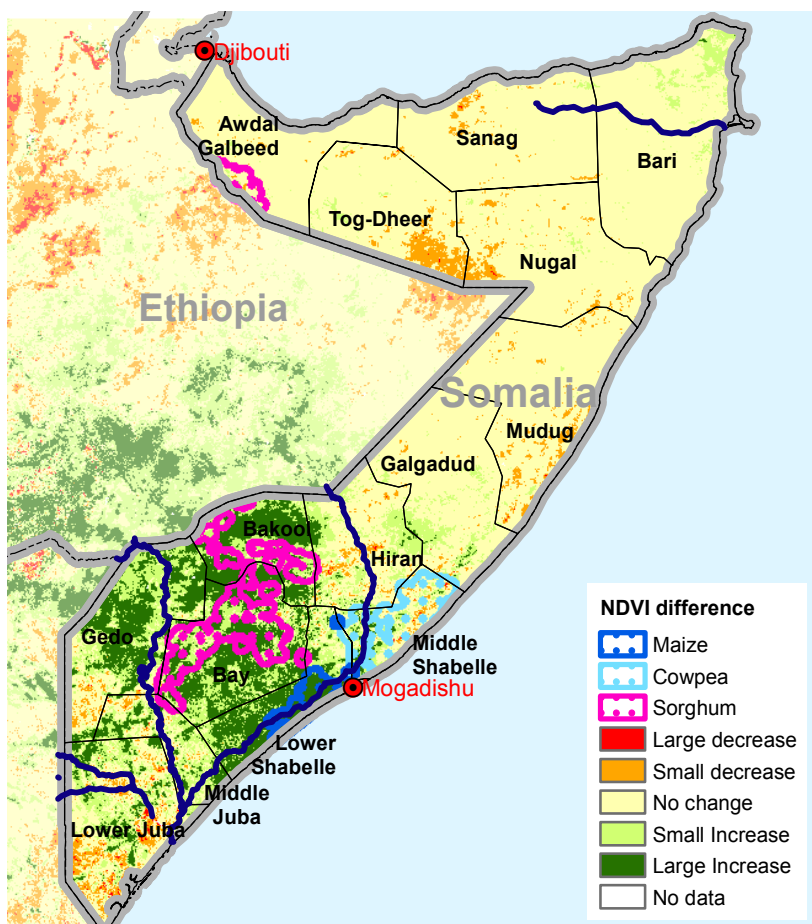 Djibouti
Awdal
Galbeed
Sanag
Bari
Tog-Dheer
Nugal
Ethiopia
Somalia
Mudug
Galgadud
Bakool
Hiran
Gedo
Bay
Middle
Shabelle
Mogadishu
Lower
Shabelle
Middle
Juba
Lower Juba
NDVI difference
Maize
Cowpea
Sorghum
Large decrease
Small decrease
No change
Small Increase
Large Increase
No data